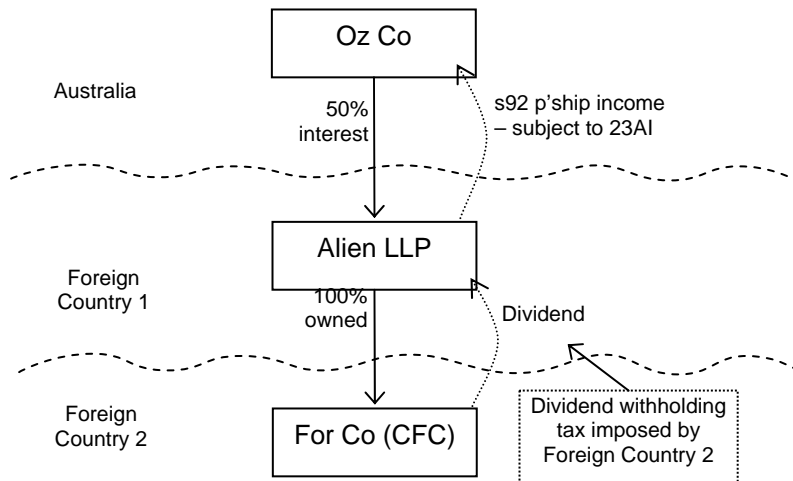 Oz Co
Australia
50%
interest
s92 p'ship income
– subject to 23AI
Alien LLP
Foreign
Country 1
100%
owned
Dividend
Foreign
Country 2
For Co (CFC)
Dividend withholding
tax imposed by
Foreign Country 2